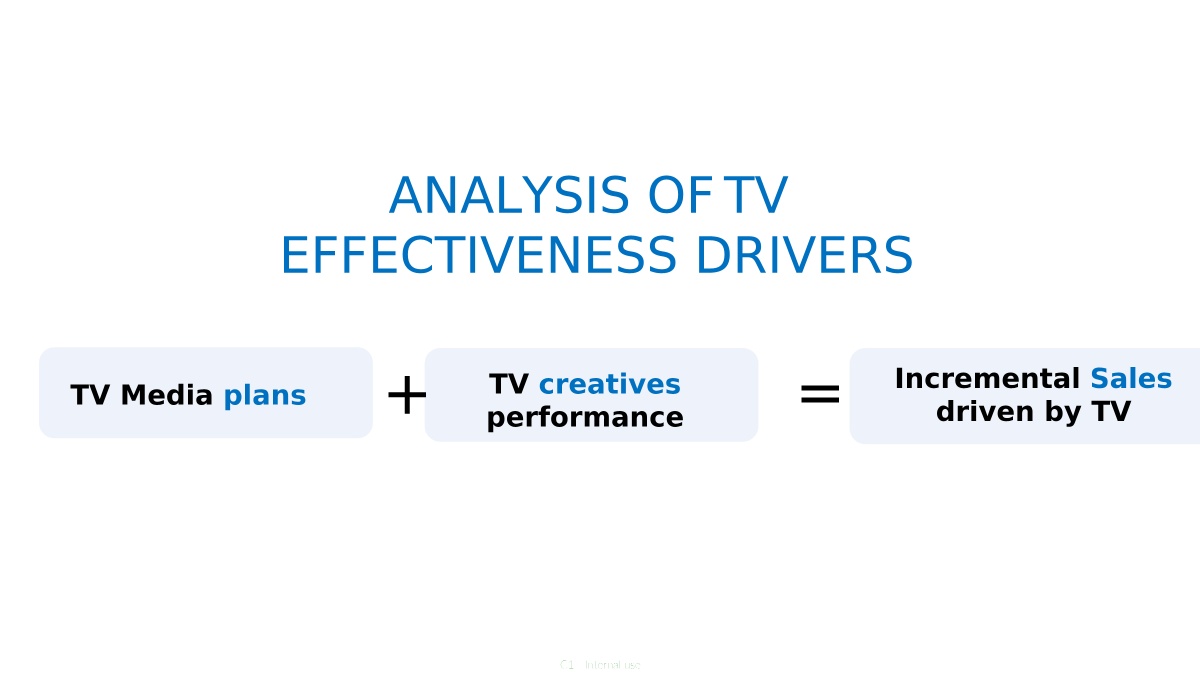 ANALYSIS OF TV
EFFECTIVENESS DRIVERS
TV Media plans
+
TV creatives
performance
=
Incremental Sales
driven by TV
C1 - Internal use